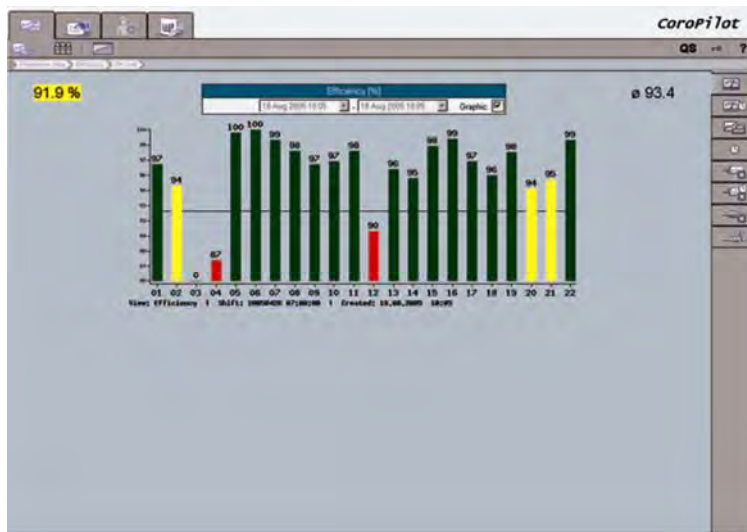 CoroPilot
QS ?
91.9 %
Efficiency [%]
ø 93.4
18 Aug 2005 10:05 - 18 Aug 2005 10:05 Graphic
97 94 0 87 100 100 99 98 97 97 98 90 96 95 98 99 97 96 98 94 95 99
01 02 03 04 05 06 07 08 09 10 11 12 13 14 15 16 17 18 19 20 21 22
View: Efficiency | Shift: 20050428 07:00:00 | Created: 18.08.2005 10:05